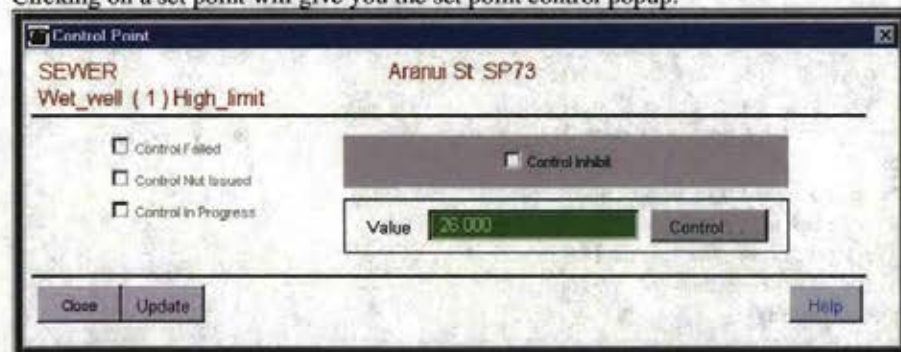 Clicking on a set point will give you the set point control popup.
Control Point
SEWER
Aranui St SP73
Wet_well ( 1 ) High_limit
Control Failed
Control Not Issued
Control In Progress
Control Inhibit
Value 26.000 Control...
Close Update Help